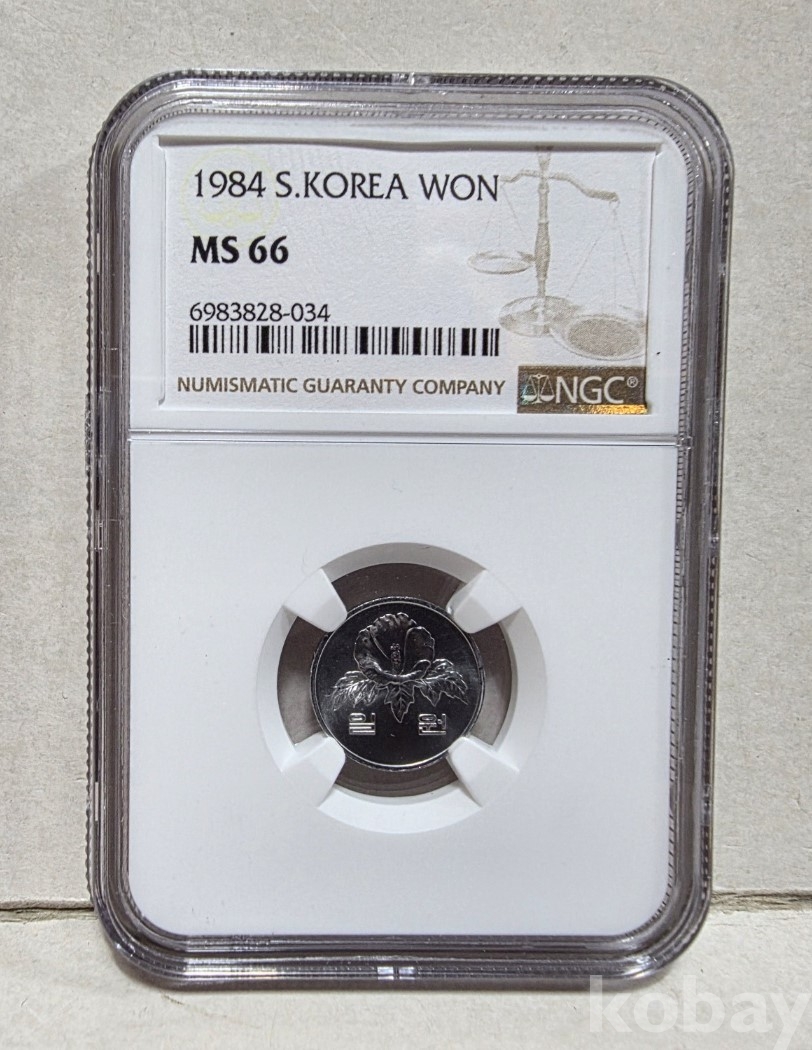 1984 S.KOREA WON
MS 66
6983828-034
NUMISMATIC GUARANTY COMPANY
NGC®
일 원
kobay